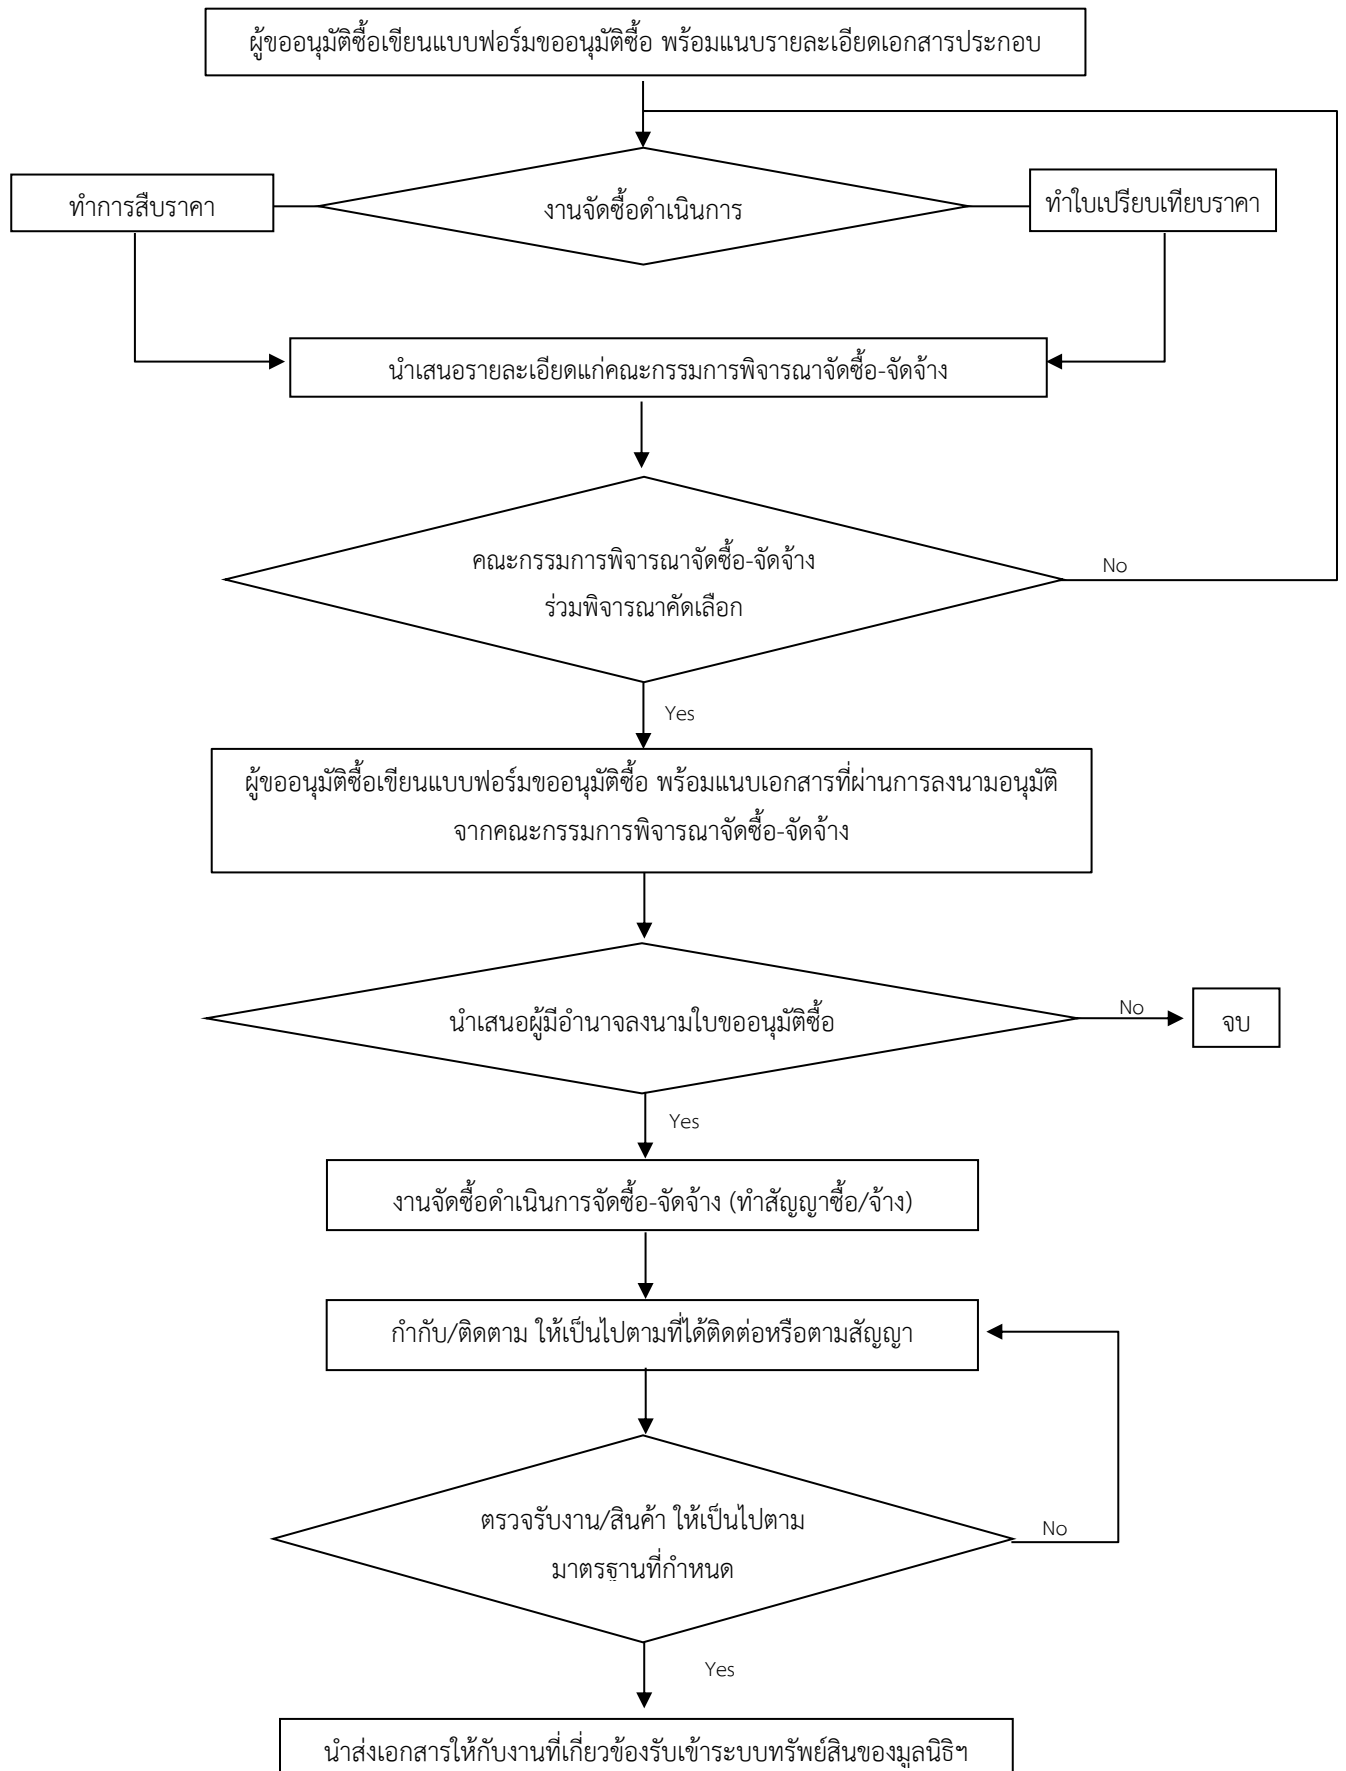 ผู้ขออนุมัติซื้อเขียนแบบฟอร์มขออนุมัติซื้อ พร้อมแนบรายละเอียดเอกสารประกอบ
ทำการสืบราคา
งานจัดซื้อดำเนินการ
ทำใบเปรียบเทียบราคา
นำเสนอรายละเอียดแก่คณะกรรมการพิจารณาจัดซื้อ-จัดจ้าง
คณะกรรมการพิจารณาจัดซื้อ-จัดจ้าง
ร่วมพิจารณาคัดเลือก
No
Yes
ผู้ขออนุมัติซื้อเขียนแบบฟอร์มขออนุมัติซื้อ พร้อมแนบเอกสารที่ผ่านการลงนามอนุมัติ
จากคณะกรรมการพิจารณาจัดซื้อ-จัดจ้าง
นำเสนอผู้มีอำนาจลงนามใบขออนุมัติซื้อ
No
จบ
Yes
งานจัดซื้อดำเนินการจัดซื้อ-จัดจ้าง (ทำสัญญาซื้อ/จ้าง)
กำกับ/ติดตาม ให้เป็นไปตามที่ได้ติดต่อหรือตามสัญญา
ตรวจรับงาน/สินค้า ให้เป็นไปตาม
มาตรฐานที่กำหนด
No
Yes
นำส่งเอกสารให้กับงานที่เกี่ยวข้องรับเข้าระบบทรัพย์สินของมูลนิธิฯ